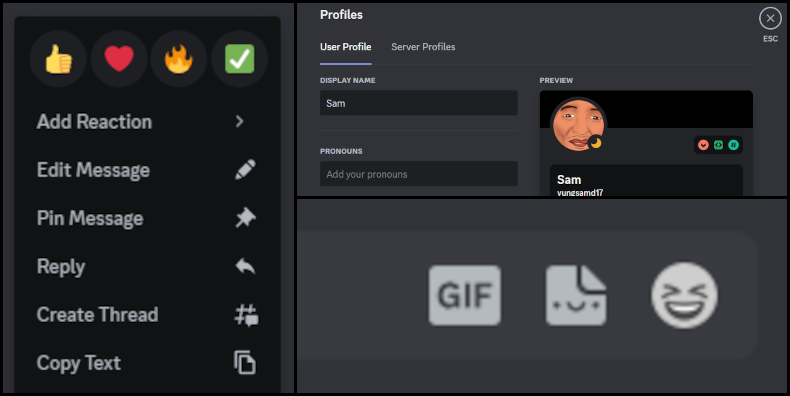 Add Reaction
Edit Message
Pin Message
Reply
Create Thread
Copy Text
Profiles
ESC
User Profile
Server Profiles
DISPLAY NAME
Sam
PRONOUNS
Add your pronouns
PREVIEW
Sam
yungsamd17
GIF